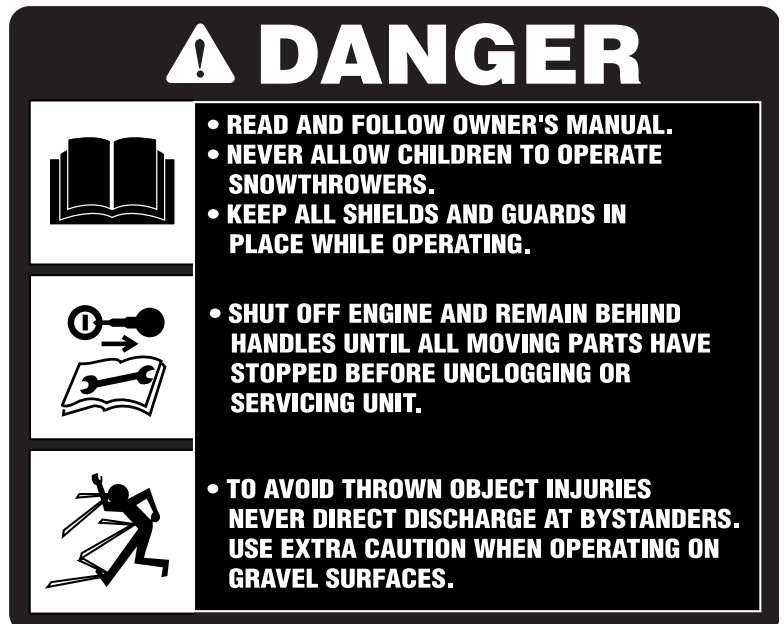 DANGER
• READ AND FOLLOW OWNER'S MANUAL.
• NEVER ALLOW CHILDREN TO OPERATE
SNOWTHROWERS.
• KEEP ALL SHIELDS AND GUARDS IN
PLACE WHILE OPERATING.
• SHUT OFF ENGINE AND REMAIN BEHIND
HANDLES UNTIL ALL MOVING PARTS HAVE
STOPPED BEFORE UNCLOGGING OR
SERVICING UNIT.
• TO AVOID THROWN OBJECT INJURIES
NEVER DIRECT DISCHARGE AT BYSTANDERS.
USE EXTRA CAUTION WHEN OPERATING ON
GRAVEL SURFACES.